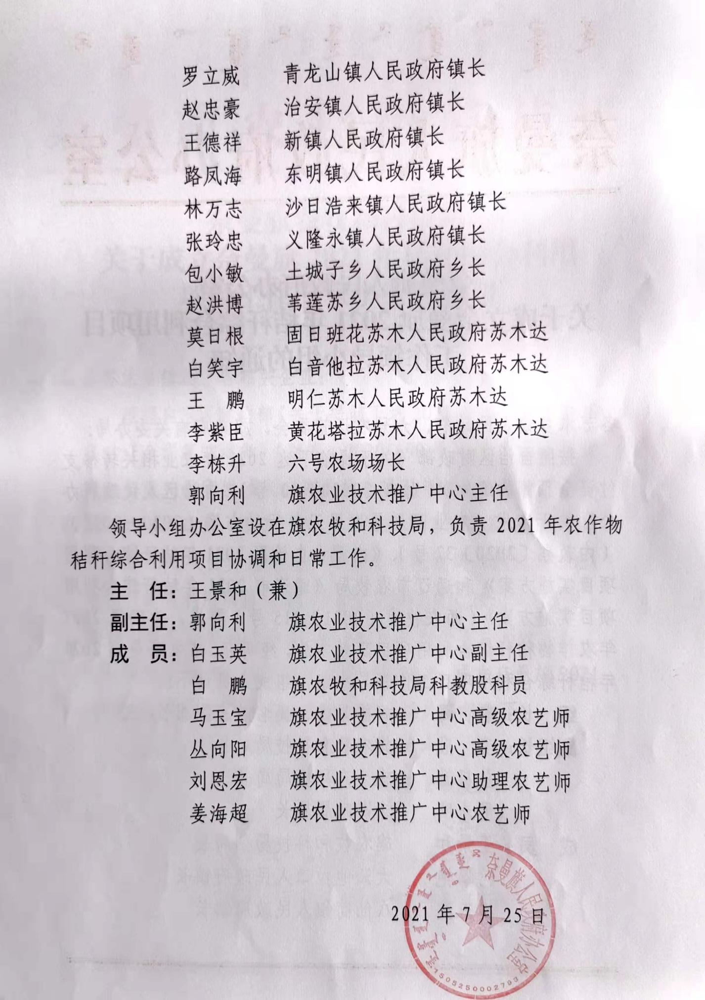 罗立威 青龙山镇人民政府镇长
赵忠豪 治安镇人民政府镇长
王德祥 新镇人民政府镇长
路凤海 东明镇人民政府镇长
林万志 沙日浩来镇人民政府镇长
张玲忠 义隆永镇人民政府镇长
包小敏 土城子乡人民政府乡长
赵洪博 苇莲苏乡人民政府乡长
莫日根 固日班花苏木人民政府苏木达
白笑宇 白音他拉苏木人民政府苏木达
王 鹏 明仁苏木人民政府苏木达
李紫臣 黄花塔拉苏木人民政府苏木达
李栋升 六号农场场长
郭向利 旗农业技术推广中心主任
领导小组办公室设在旗农牧和科技局，负责 2021 年农作物
秸秆综合利用项目协调和日常工作。
主 任：王景和（兼）
副主任：郭向利 旗农业技术推广中心主任
成 员：白玉英 旗农业技术推广中心副主任
白 鹏 旗农牧和科技局科教股科员
马玉宝 旗农业技术推广中心高级农艺师
丛向阳 旗农业技术推广中心高级农艺师
刘恩宏 旗农业技术推广中心助理农艺师
姜海超 旗农业技术推广中心农艺师
奈曼旗人民政府办公室
2021 年 7 月 25 日
1505250002793